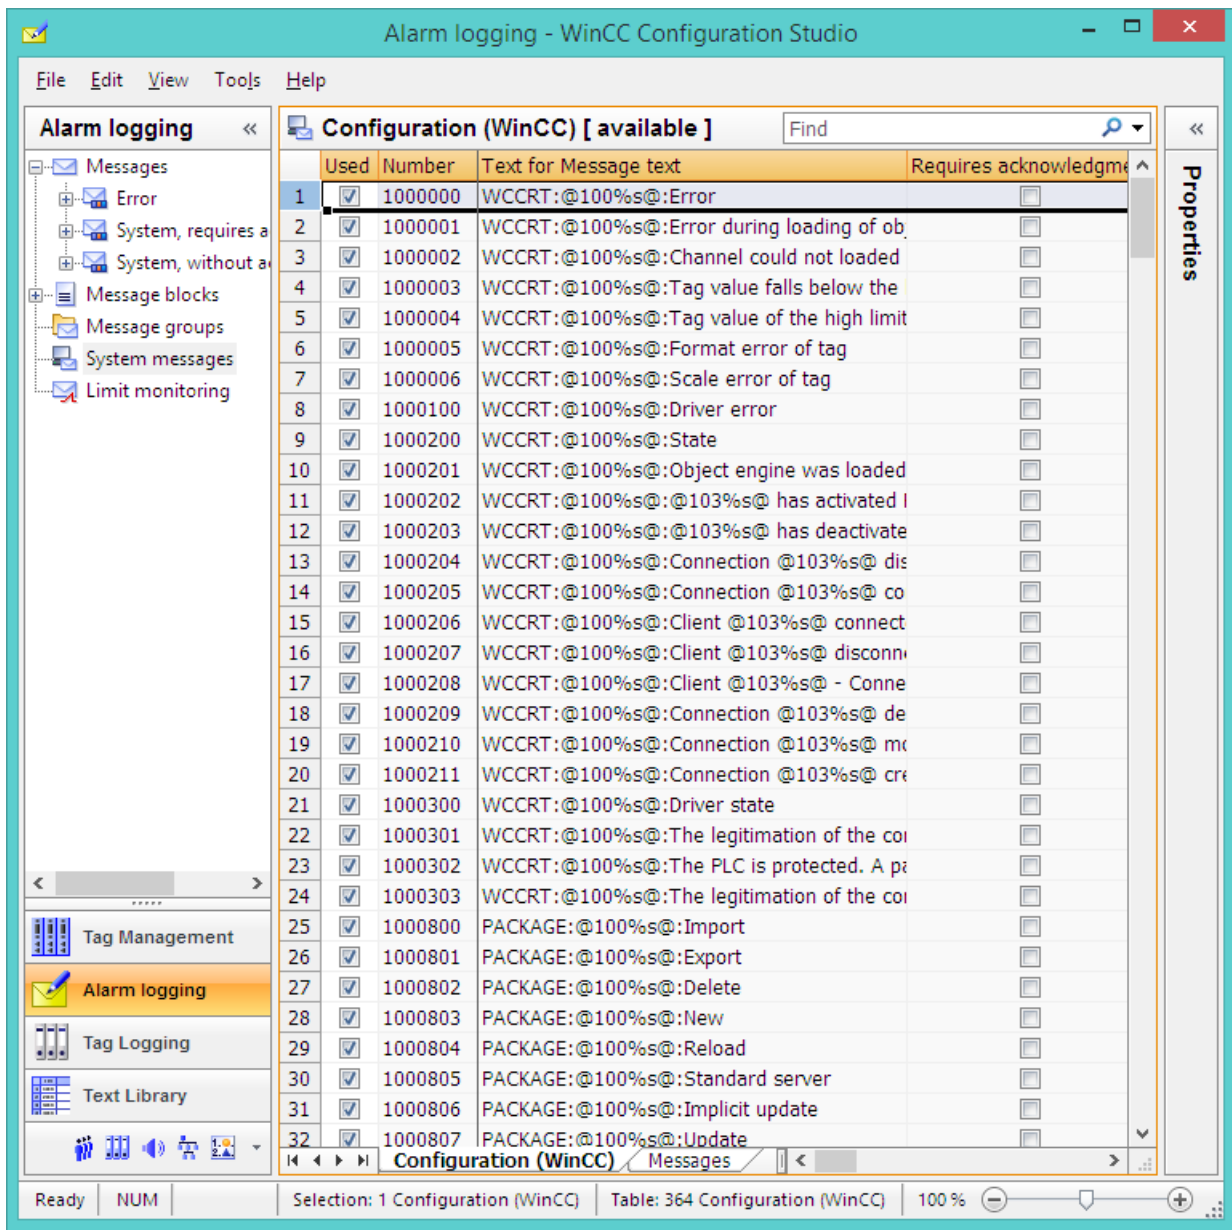 Alarm logging - WinCC Configuration Studio
File Edit View Tools Help
Alarm logging «
Messages
Error
System, requires a
System, without a
Message blocks
Message groups
System messages
Limit monitoring
Tag Management
Alarm logging
Tag Logging
Text Library
Configuration (WinCC) [ available ] Find
Used Number Text for Message text Requires acknowledgme
1 1000000 WCCRT:@100%s@:Error
2 1000001 WCCRT:@100%s@:Error during loading of obj
3 1000002 WCCRT:@100%s@:Channel could not loaded
4 1000003 WCCRT:@100%s@:Tag value falls below the
5 1000004 WCCRT:@100%s@:Tag value of the high limit
6 1000005 WCCRT:@100%s@:Format error of tag
7 1000006 WCCRT:@100%s@:Scale error of tag
8 1000100 WCCRT:@100%s@:Driver error
9 1000200 WCCRT:@100%s@:State
10 1000201 WCCRT:@100%s@:Object engine was loaded
11 1000202 WCCRT:@100%s@:@103%s@ has activated
12 1000203 WCCRT:@100%s@:@103%s@ has deactivate
13 1000204 WCCRT:@100%s@:Connection @103%s@ dis
14 1000205 WCCRT:@100%s@:Connection @103%s@ co
15 1000206 WCCRT:@100%s@:Client @103%s@ connect
16 1000207 WCCRT:@100%s@:Client @103%s@ disconn
17 1000208 WCCRT:@100%s@:Client @103%s@ - Conne
18 1000209 WCCRT:@100%s@:Connection @103%s@ de
19 1000210 WCCRT:@100%s@:Connection @103%s@ mo
20 1000211 WCCRT:@100%s@:Connection @103%s@ cre
21 1000300 WCCRT:@100%s@:Driver state
22 1000301 WCCRT:@100%s@:The legitimation of the con
23 1000302 WCCRT:@100%s@:The PLC is protected. A pa
24 1000303 WCCRT:@100%s@:The legitimation of the con
25 1000800 PACKAGE:@100%s@:Import
26 1000801 PACKAGE:@100%s@:Export
27 1000802 PACKAGE:@100%s@:Delete
28 1000803 PACKAGE:@100%s@:New
29 1000804 PACKAGE:@100%s@:Reload
30 1000805 PACKAGE:@100%s@:Standard server
31 1000806 PACKAGE:@100%s@:Implicit update
32 1000807 PACKAGE:@100%s@:Update
Configuration (WinCC) Messages
«
Properties
Ready NUM Selection: 1 Configuration (WinCC) Table: 364 Configuration (WinCC) 100 %